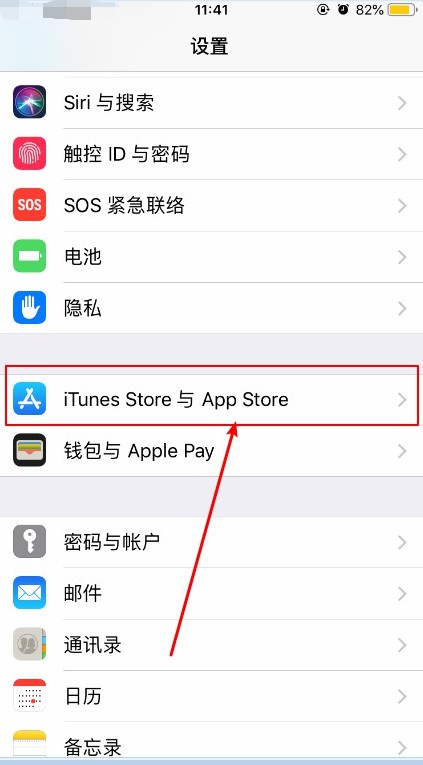 11:41
82%
设置
Siri 与搜索
触控 ID 与密码
SOS
SOS 紧急联络
电池
隐私
iTunes Store 与 App Store
钱包与 Apple Pay
密码与帐户
邮件
通讯录
日历
备忘录